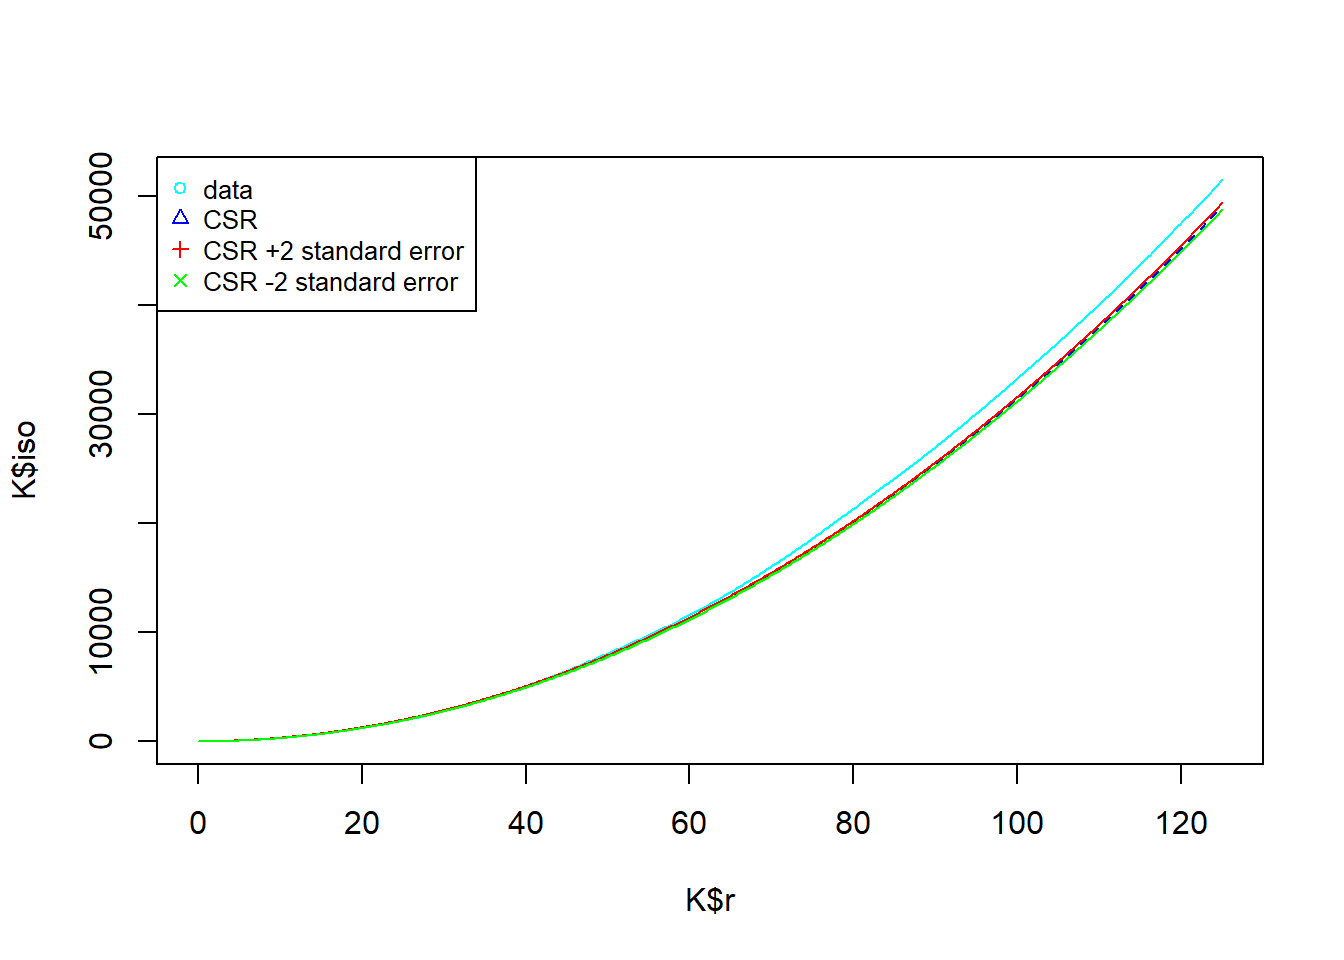 data
CSR
CSR +2 standard error
CSR -2 standard error
50000
30000
10000
0
K$iso
0 20 40 60 80 100 120
K$r